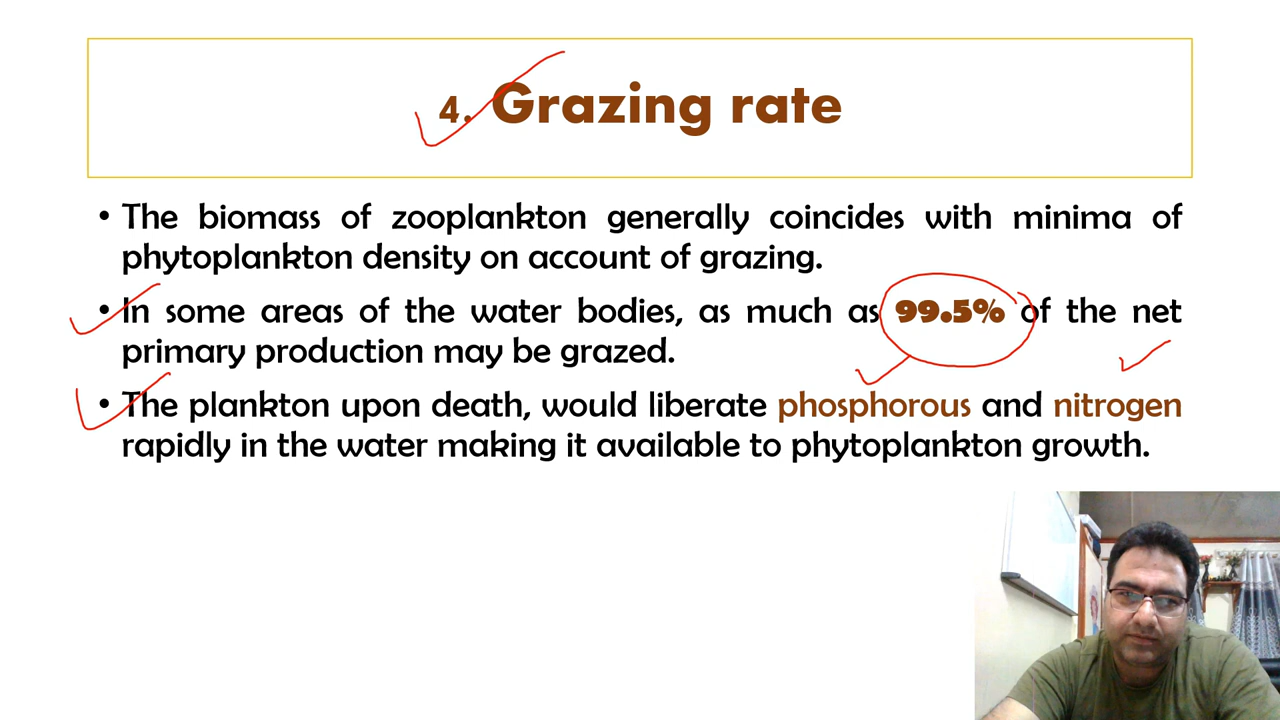 4. Grazing rate
• The biomass of zooplankton generally coincides with minima of
phytoplankton density on account of grazing.
• In some areas of the water bodies, as much as 99.5% of the net
primary production may be grazed.
• The plankton upon death, would liberate phosphorous and nitrogen
rapidly in the water making it available to phytoplankton growth.